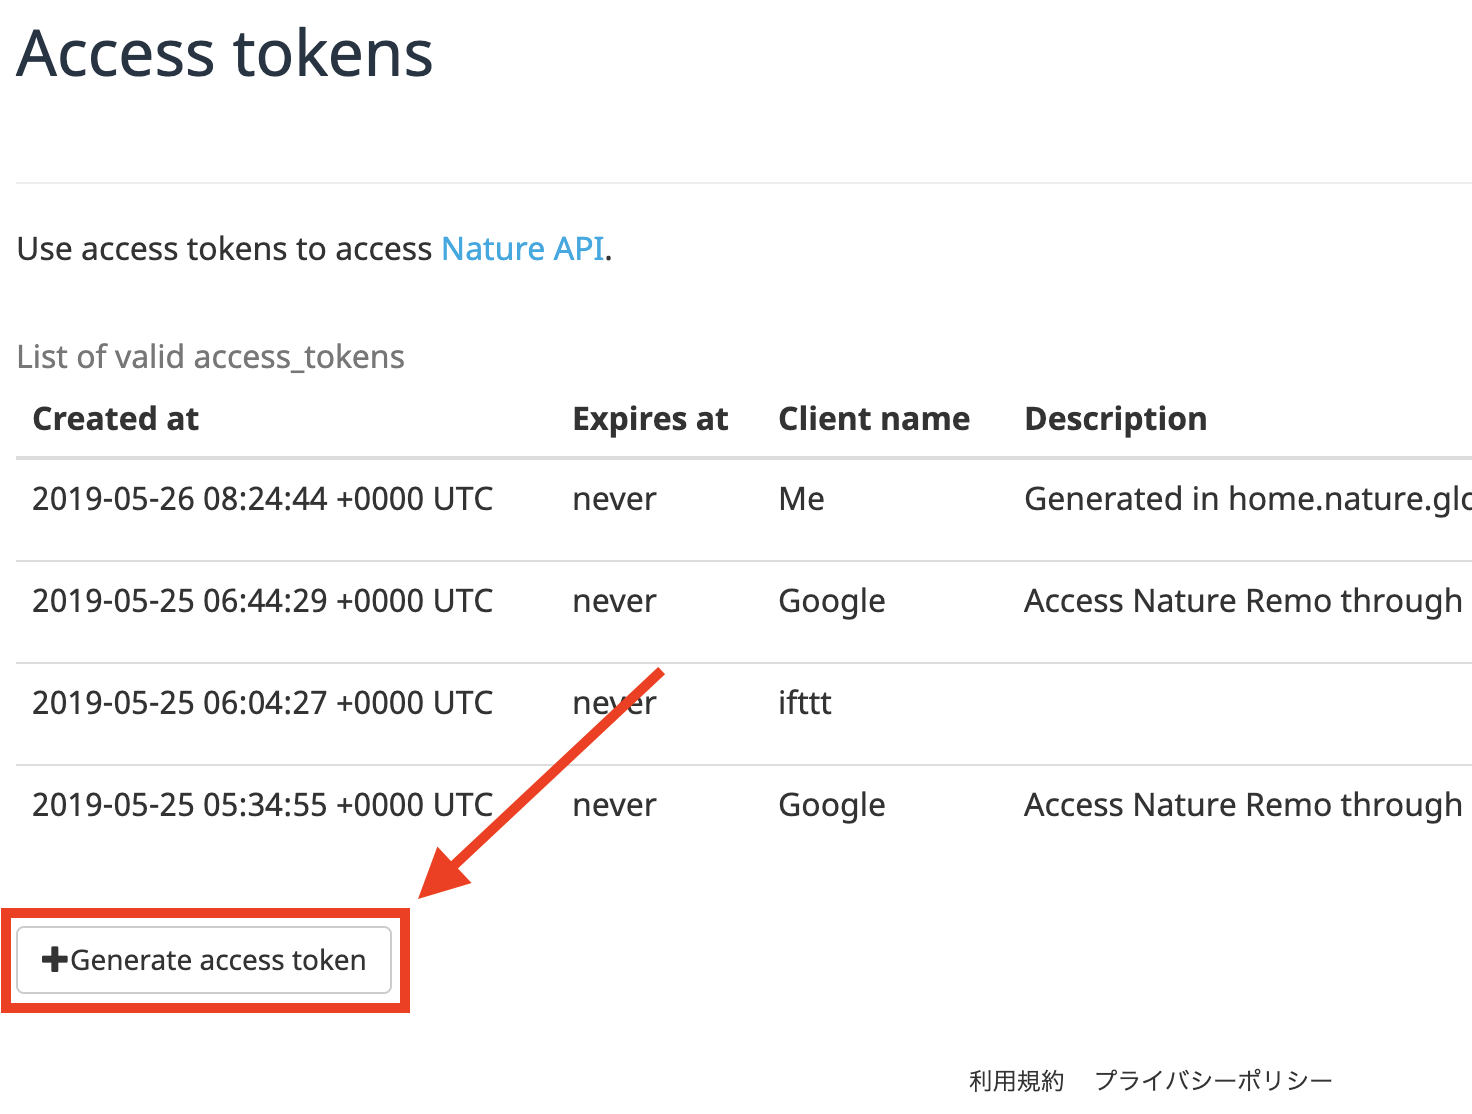 Access tokens
Use access tokens to access Nature API.
List of valid access_tokens
Created at Expires at Client name Description
2019-05-26 08:24:44 +0000 UTC never Me Generated in home.nature.glo
2019-05-25 06:44:29 +0000 UTC never Google Access Nature Remo through
2019-05-25 06:04:27 +0000 UTC never ifttt
2019-05-25 05:34:55 +0000 UTC never Google Access Nature Remo through
+Generate access token
利用規約 プライバシーポリシー